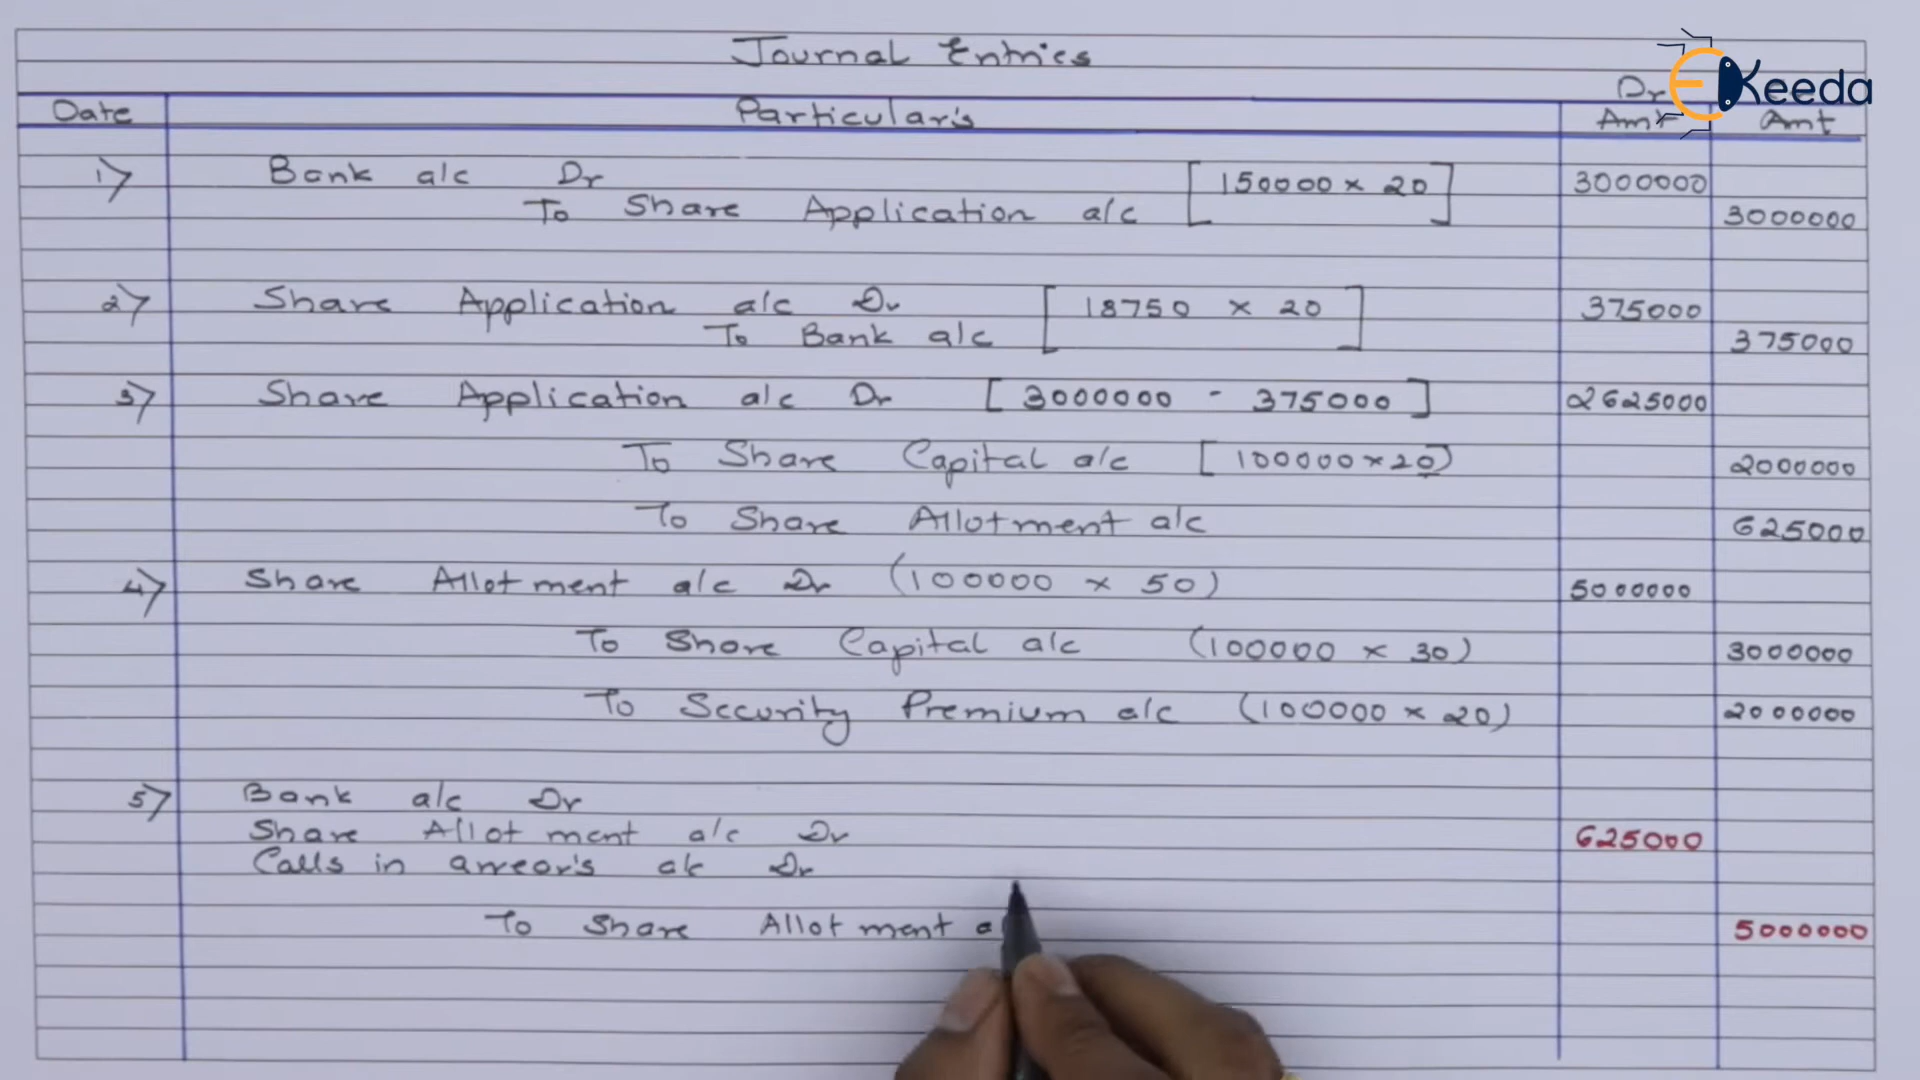 Journal Entries
Dr
EKeeda
Date Particular's Amt Amt
1) Bank a/c Dr [150000 × 20] 3000000
To Share Application a/c 3000000
2) Share Application a/c Dr [18750 × 20] 375000
To Bank a/c 375000
3) Share Application a/c Dr [3000000 - 375000] 2625000
To Share Capital a/c [100000×20) 2000000
To Share Allotment a/c 625000
4) Share Allotment a/c Dr (100000 × 50) 5000000
To Share Capital a/c (100000 × 30) 3000000
To Security Premium a/c (100000 × 20) 2000000
5) Bank a/c Dr
Share Allotment a/c Dr 625000
Calls in arrear's a/c Dr
To Share Allotment a 5000000